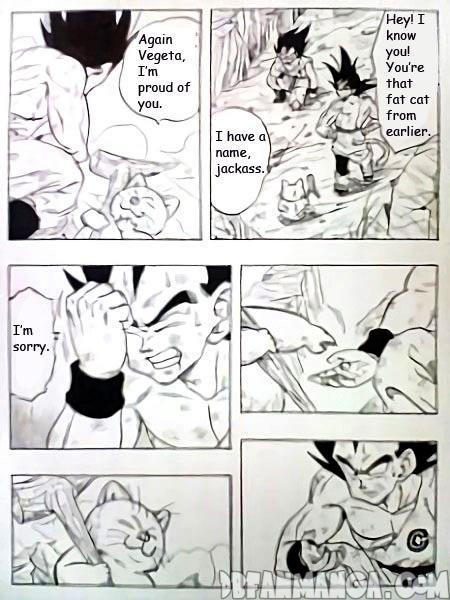 Again
Vegeta,
I'm
proud of
you.
Hey! I
know
you!
You're
that
fat cat
from
earlier.
I have a
name,
jackass.
I'm
sorry.
C
DBFANMANGA.COM